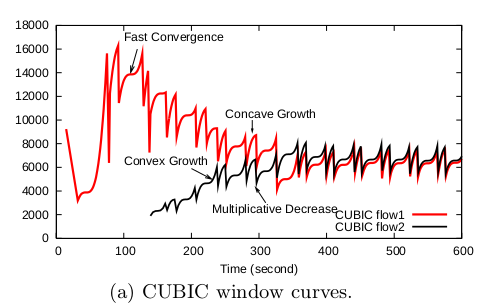 18000
16000
14000
12000
10000
8000
6000
4000
2000
0
Fast Convergence
Concave Growth
Convex Growth
Multiplicative Decrease
CUBIC flow1
CUBIC flow2
0 100 200 300 400 500 600
Time (second)
(a) CUBIC window curves.